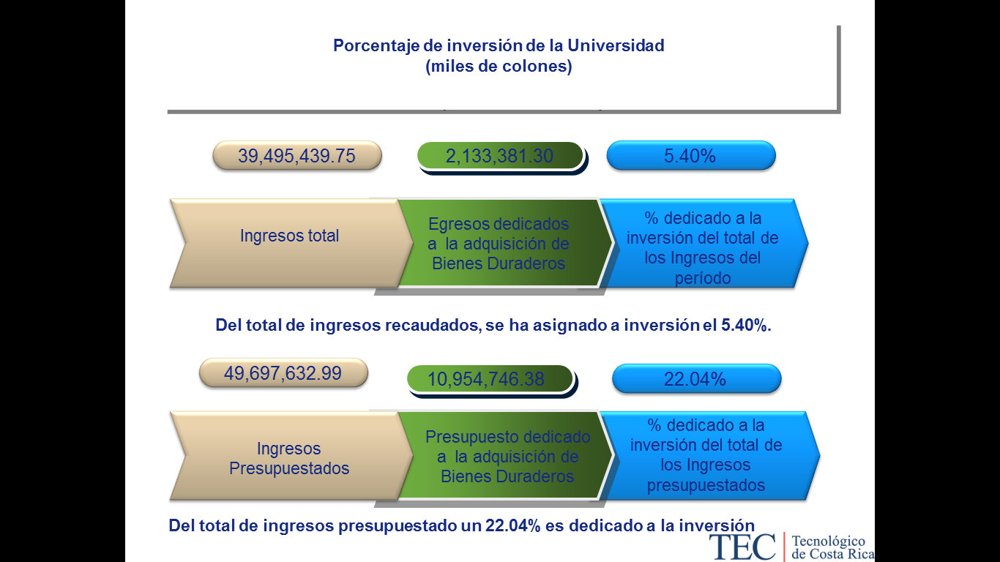 Porcentaje de inversión de la Universidad
(miles de colones)
39,495,439.75
2,133,381.30
5.40%
Ingresos total
Egresos dedicados
a la adquisición de
Bienes Duraderos
% dedicado a la
inversión del total de
los Ingresos del
período
Del total de ingresos recaudados, se ha asignado a inversión el 5.40%.
49,697,632.99
10,954,746.38
22.04%
Ingresos
Presupuestados
Presupuesto dedicado
a la adquisición de
Bienes Duraderos
% dedicado a la
inversión del total de
los Ingresos
presupuestados
Del total de ingresos presupuestado un 22.04% es dedicado a la inversión
TEC
Tecnológico
de Costa Rica